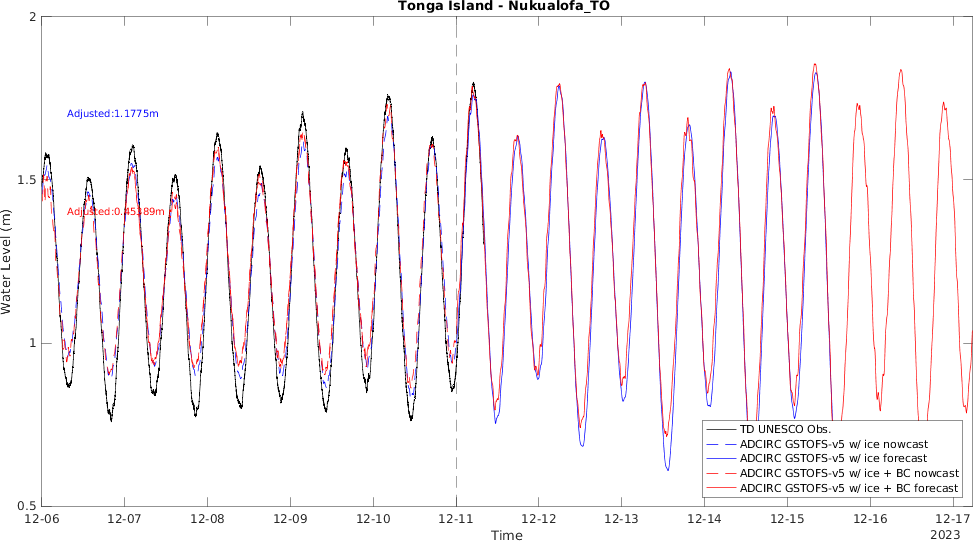 Tonga Island - Nukualofa_TO
2
Adjusted:1.1775m
1.5
Adjusted:0.45389m
Water Level (m)
1
TD UNESCO Obs.
ADCIRC GSTOFS-v5 w/ ice nowcast
ADCIRC GSTOFS-v5 w/ ice forecast
ADCIRC GSTOFS-v5 w/ ice + BC nowcast
ADCIRC GSTOFS-v5 w/ ice + BC forecast
0.5
12-06 12-07 12-08 12-09 12-10 12-11 12-12 12-13 12-14 12-15 12-16 12-17
Time
2023